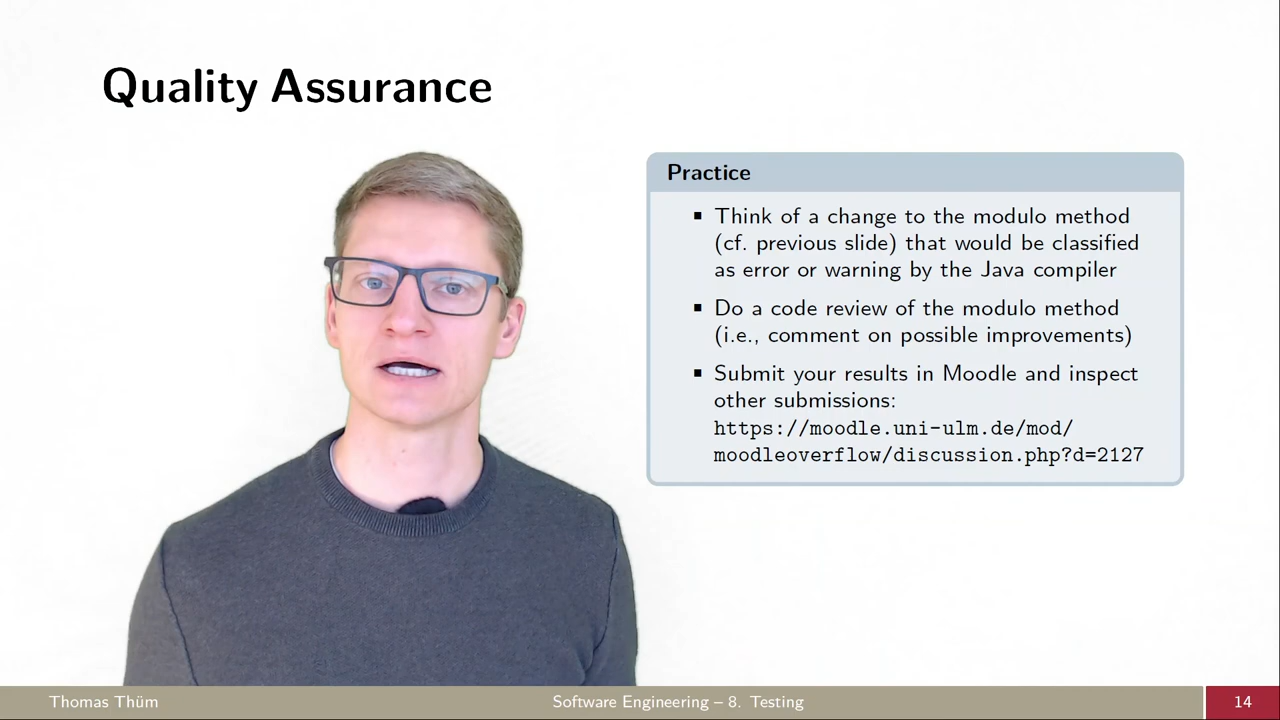 Quality Assurance
Practice
▪ Think of a change to the modulo method
(cf. previous slide) that would be classified
as error or warning by the Java compiler
▪ Do a code review of the modulo method
(i.e., comment on possible improvements)
▪ Submit your results in Moodle and inspect
other submissions:
https://moodle.uni-ulm.de/mod/
moodleoverflow/discussion.php?d=2127
Thomas Thüm
Software Engineering – 8. Testing
14